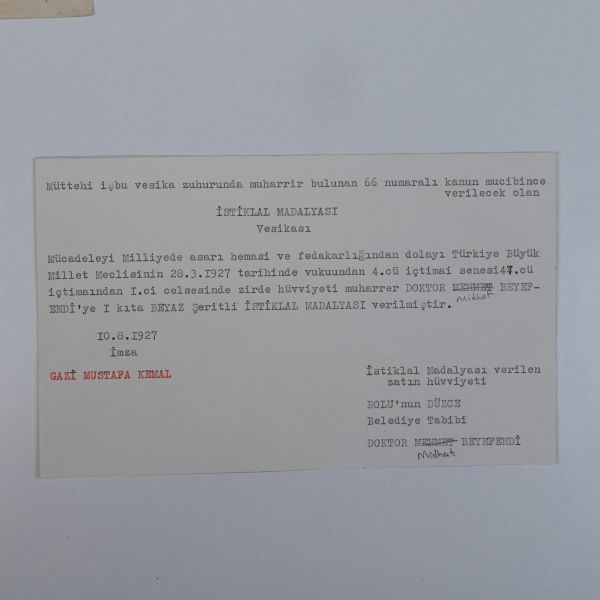 Müttehi işbu vesika zuhurunda muharrir bulunan 66 numaralı kanun mucibince
verilecek olan
İSTİKLAL MADALYASI
Vesikası
Mücadeleyi Milliyede asarı hemasi ve fedakarlığından dolayı Türkiye Büyük
Millet Meclisinin 28.3.1927 tarihinde vukuundan 4.cü içtimai senesi47.cü
içtimaından I.ci celsesinde zirde hüvviyeti muharrer DOKTOR MEHMET BEYEF-
Midhat
ENDİ'ye I kıta BEYAZ Şeritli İSTİKLAL MADALYASI verilmiştir.
10.8.1927
İmza
GAZİ MUSTAFA KEMAL
İstiklal Madalyası verilen
zatın hüvviyeti
BOLU'nun DÜZCE
Belediye Tabibi
DOKTOR MEHMET BEYEFENDİ
Midhat